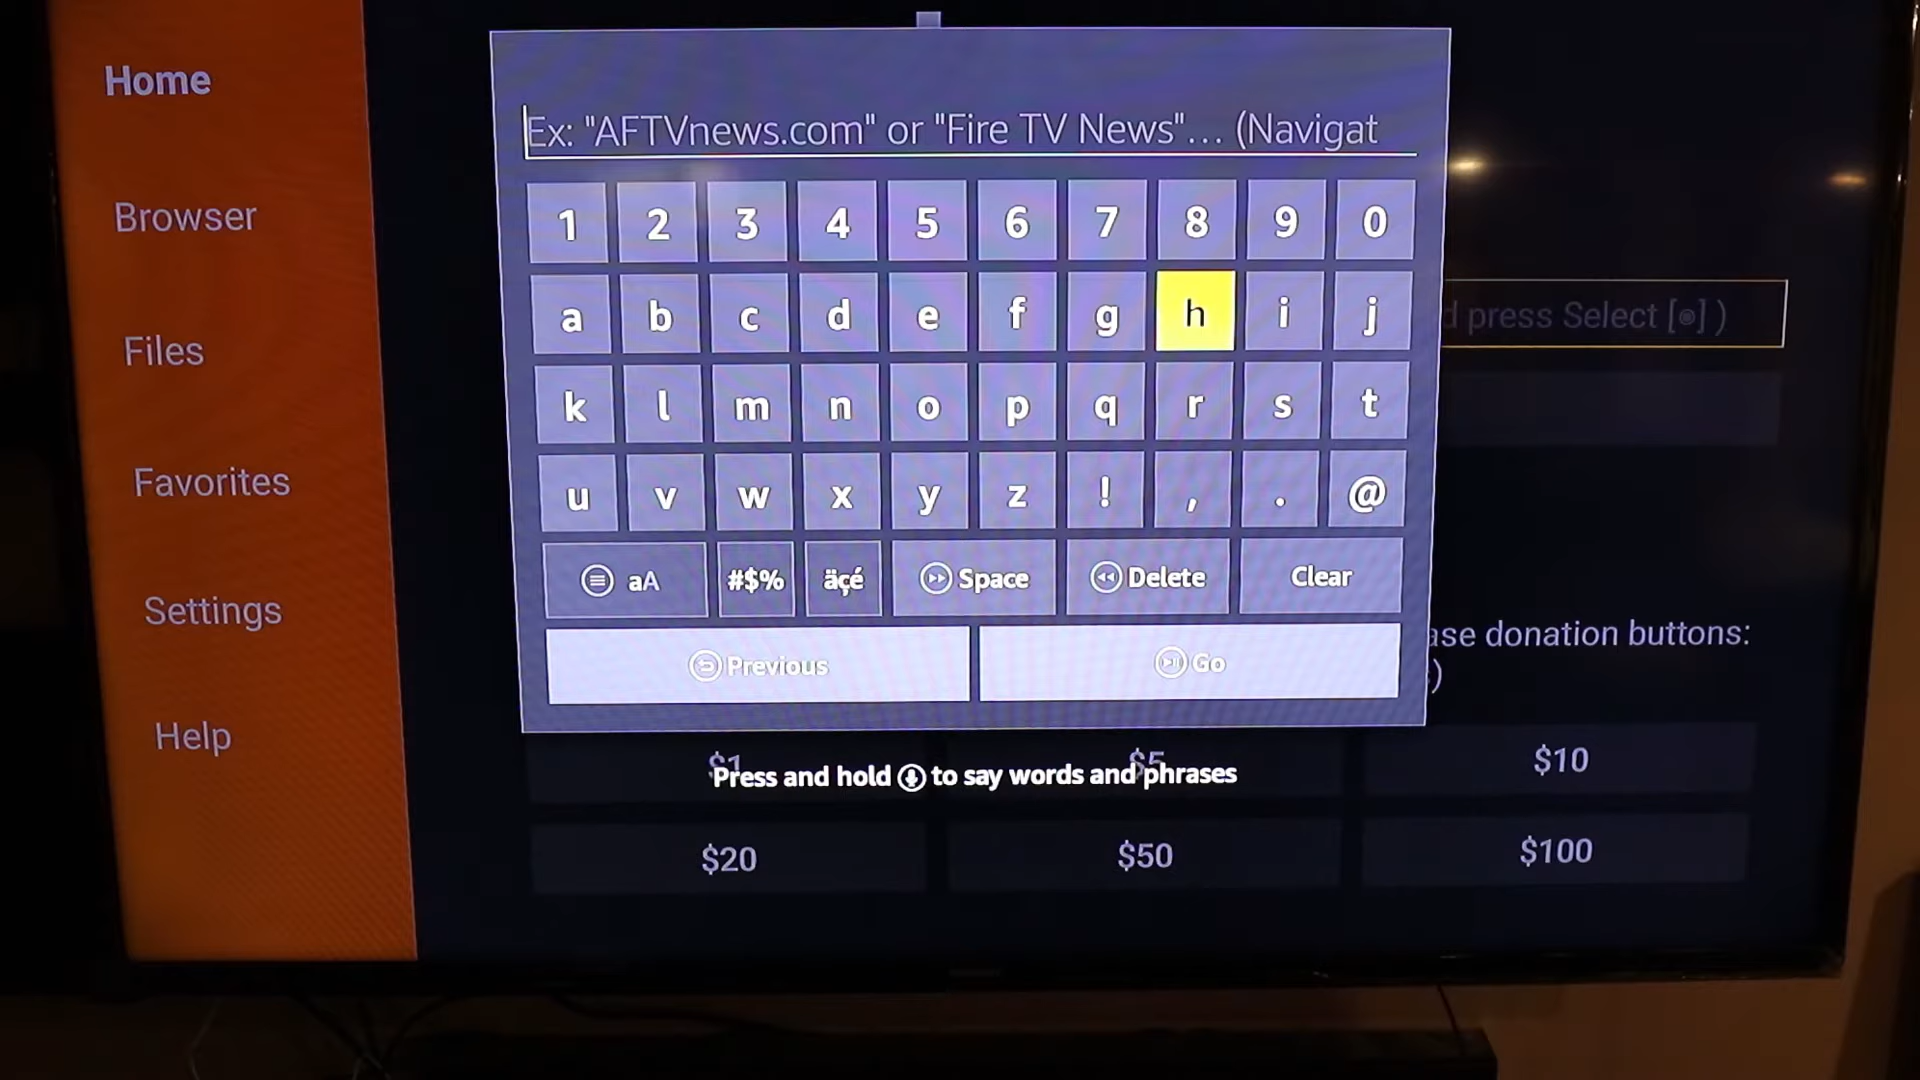 Home
Browser
Files
Favorites
Settings
Help
Ex: "AFTVnews.com" or "Fire TV News"... (Navigat
1 2 3 4 5 6 7 8 9 0
a b c d e f g h i j
k l m n o p q r s t
u v w x y z ! , . @
aA #$% äçé Space Delete Clear
Previous Go
Press and hold to say words and phrases
d press Select [ ] )
ase donation buttons:
)
$1 $5 $10
$20 $50 $100